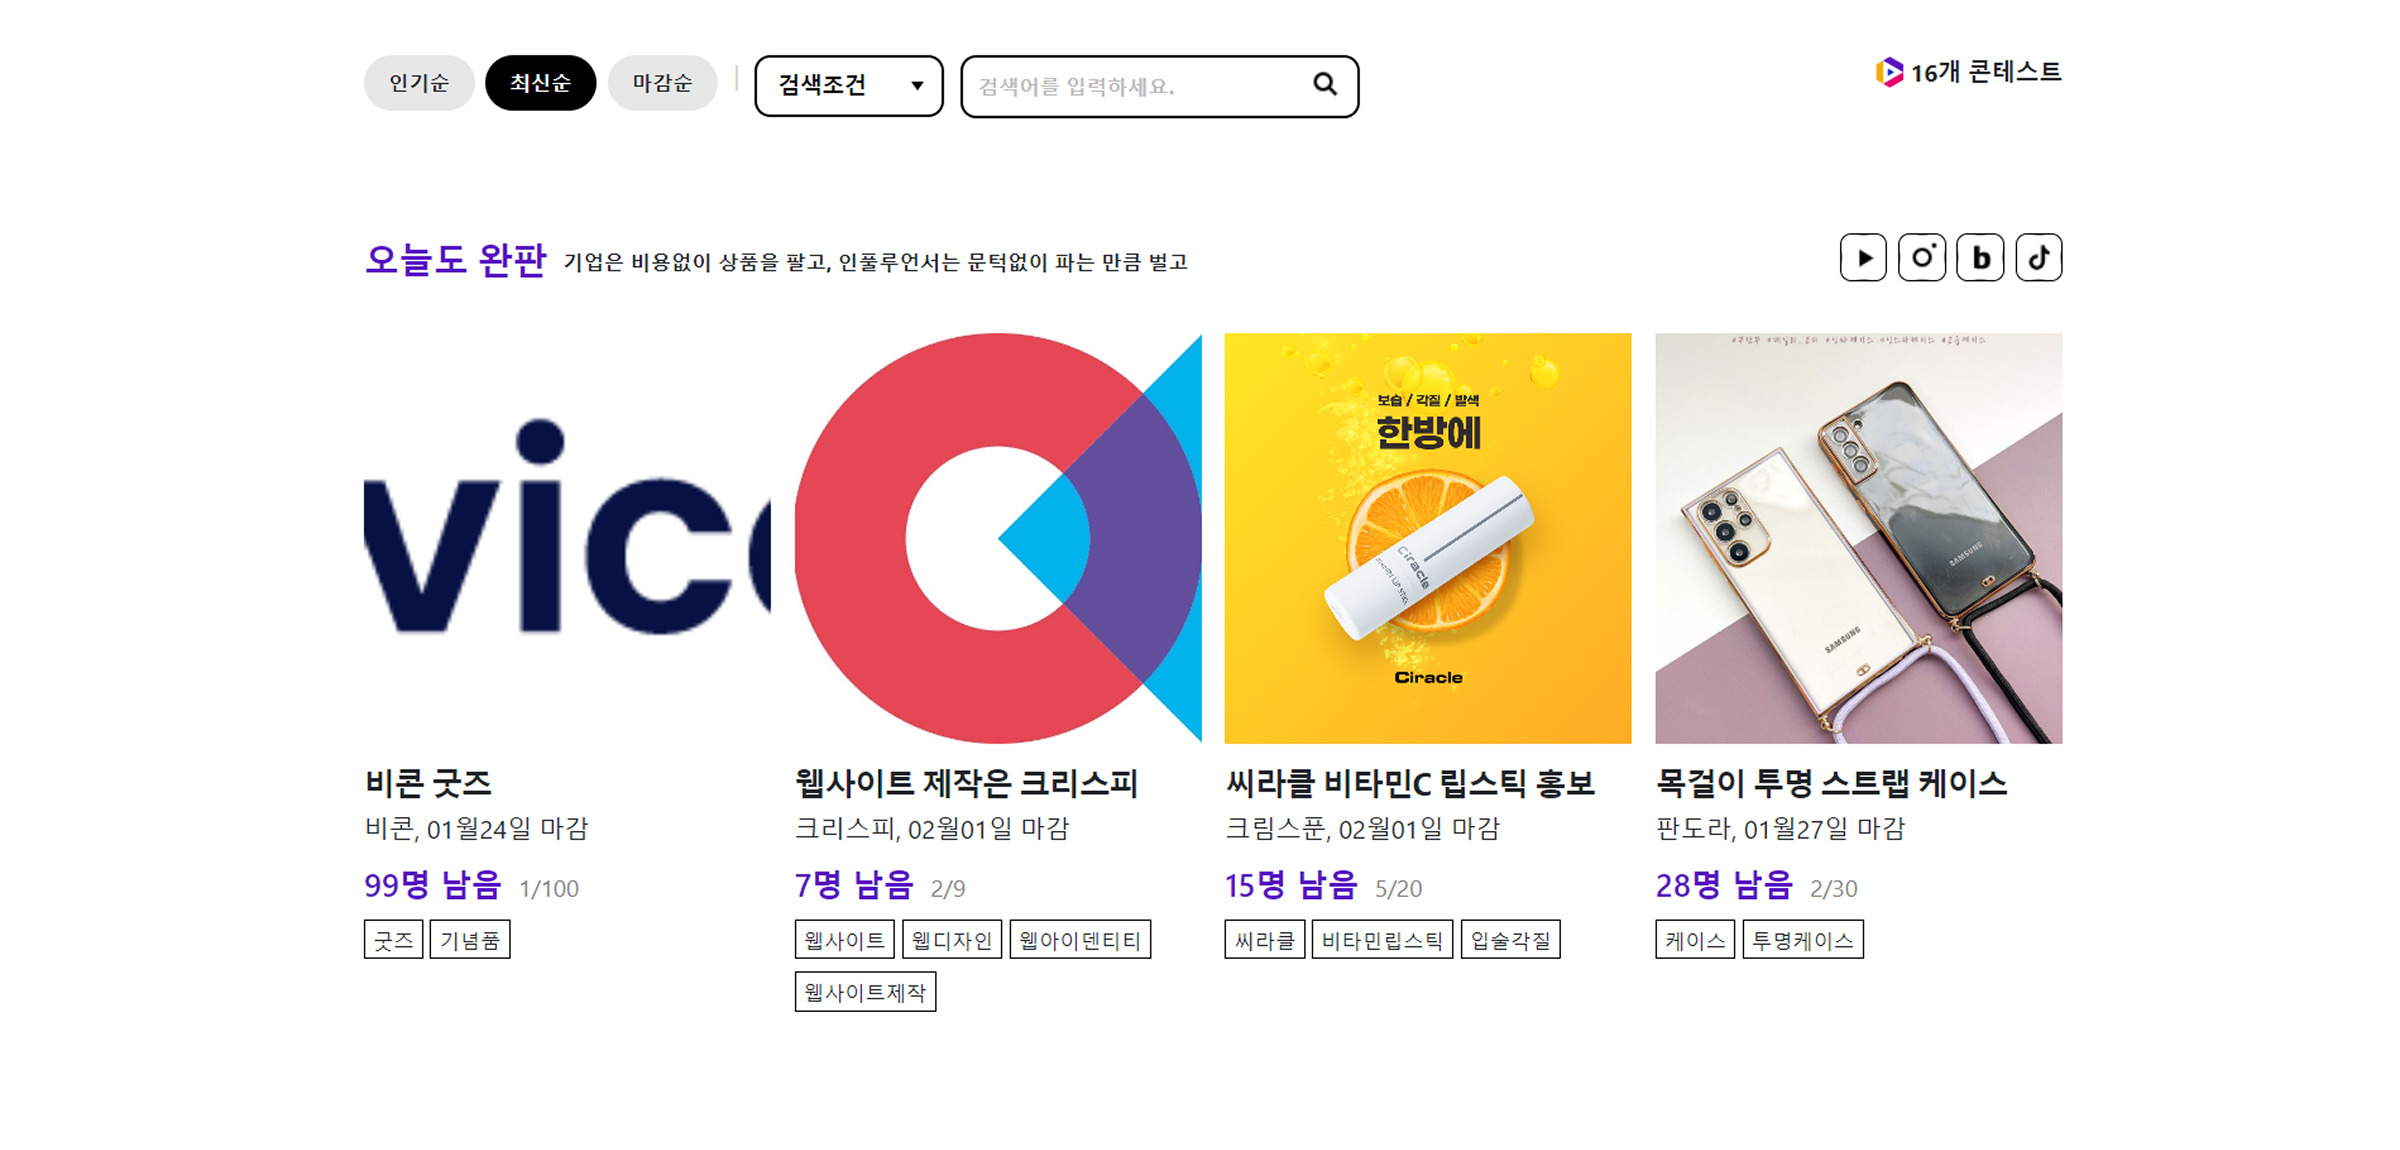 인기순 최신순 마감순 | 검색조건 검색어를 입력하세요. 16개 콘테스트
오늘도 완판 기업은 비용없이 상품을 팔고, 인풀루언서는 문턱없이 파는 만큼 벌고
vic
보습 / 각질 / 발색
한방에
Ciracle
Ciracle
SAMSUNG
SAMSUNG
비콘 굿즈
비콘, 01월24일 마감
99명 남음 1/100
굿즈 기념품
웹사이트 제작은 크리스피
크리스피, 02월01일 마감
7명 남음 2/9
웹사이트 웹디자인 웹아이덴티티
웹사이트제작
씨라클 비타민C 립스틱 홍보
크림스푼, 02월01일 마감
15명 남음 5/20
씨라클 비타민립스틱 입술각질
목걸이 투명 스트랩 케이스
판도라, 01월27일 마감
28명 남음 2/30
케이스 투명케이스